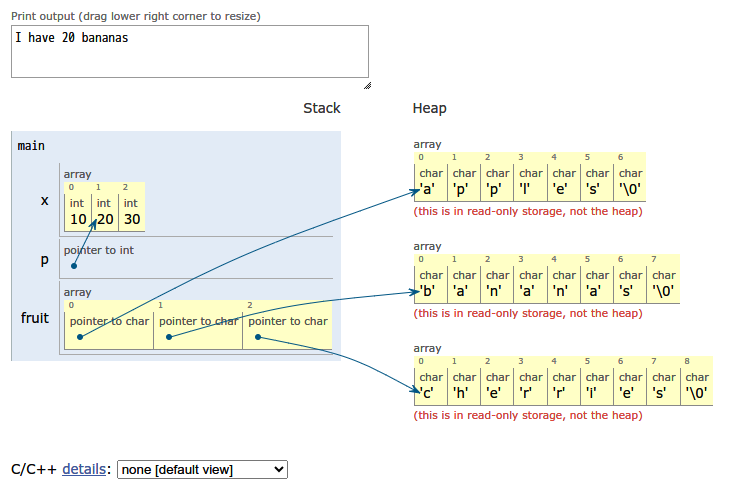 Print output (drag lower right corner to resize)
I have 20 bananas
Stack
Heap
main
x
array
0 1 2
int int int
10 20 30
p
pointer to int
fruit
array
0 1 2
pointer to char pointer to char pointer to char
array
0 1 2 3 4 5 6
char char char char char char char
'a' 'p' 'p' 'l' 'e' 's' '\0'
(this is in read-only storage, not the heap)
array
0 1 2 3 4 5 6 7
char char char char char char char char
'b' 'a' 'n' 'a' 'n' 'a' 's' '\0'
(this is in read-only storage, not the heap)
array
0 1 2 3 4 5 6 7 8
char char char char char char char char char
'c' 'h' 'e' 'r' 'r' 'i' 'e' 's' '\0'
(this is in read-only storage, not the heap)
C/C++ details: none [default view]